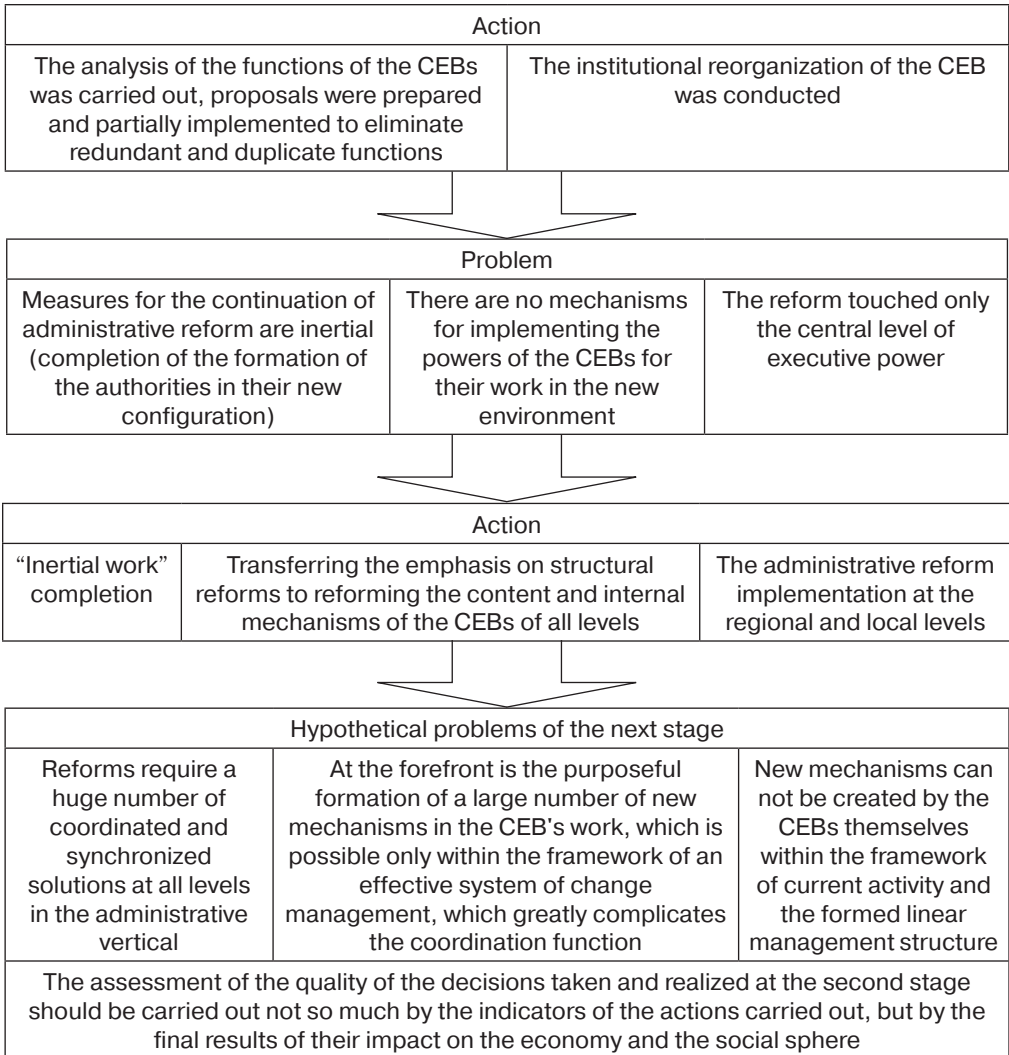 Action
The analysis of the functions of the CEBs
was carried out, proposals were prepared
and partially implemented to eliminate
redundant and duplicate functions
The institutional reorganization of the CEB
was conducted
Problem
Measures for the continuation of
administrative reform are inertial
(completion of the formation of
the authorities in their new
configuration)
There are no mechanisms
for implementing the
powers of the CEBs for
their work in the new
environment
The reform touched only
the central level of
executive power
Action
“Inertial work”
completion
Transferring the emphasis on structural
reforms to reforming the content and internal
mechanisms of the CEBs of all levels
The administrative reform
implementation at the
regional and local levels
Hypothetical problems of the next stage
Reforms require a
huge number of
coordinated and
synchronized
solutions at all levels
in the administrative
vertical
At the forefront is the purposeful
formation of a large number of new
mechanisms in the CEB's work, which is
possible only within the framework of an
effective system of change
management, which greatly complicates
the coordination function
New mechanisms can
not be created by the
CEBs themselves
within the framework
of current activity and
the formed linear
management structure
The assessment of the quality of the decisions taken and realized at the second stage
should be carried out not so much by the indicators of the actions carried out, but by the
final results of their impact on the economy and the social sphere